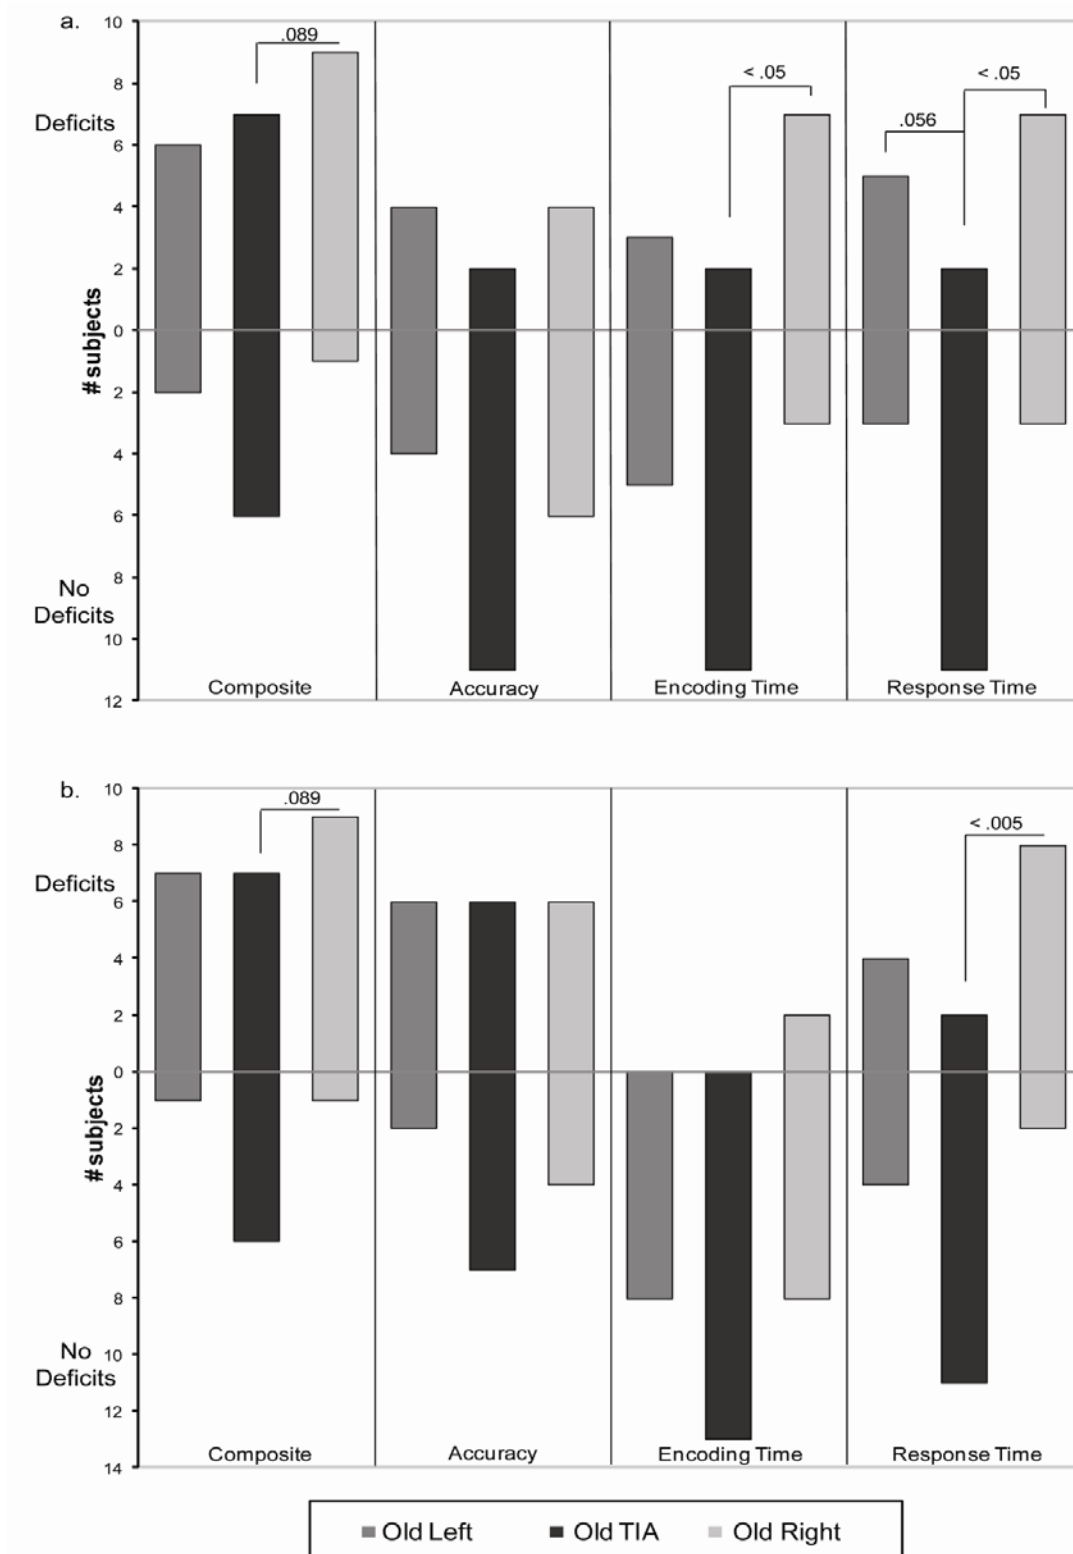 a.
10
.089
< .05
< .05
8
Deficits
.056
6
4
2
# subjects
0
2
4
6
No
Deficits
8
10
Composite
Accuracy
Encoding Time
Response Time
12
b.
10
.089
< .005
8
Deficits
6
4
2
0
# subjects
2
4
6
8
No
Deficits
10
12
Composite
Accuracy
Encoding Time
Response Time
14
Old Left
Old TIA
Old Right